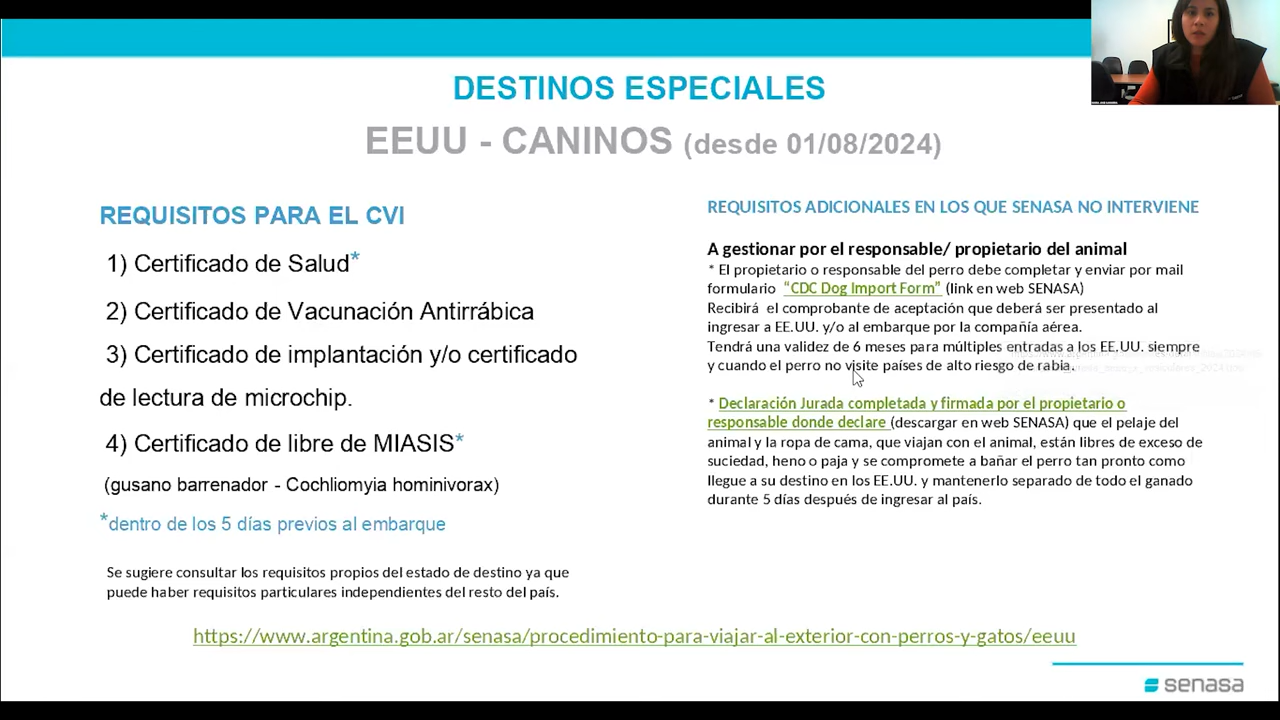 DESTINOS ESPECIALES
EEUU - CANINOS (desde 01/08/2024)
REQUISITOS PARA EL CVI
1) Certificado de Salud*
2) Certificado de Vacunación Antirrábica
3) Certificado de implantación y/o certificado
de lectura de microchip.
4) Certificado de libre de MIASIS*
(gusano barrenador - Cochliomyia hominivorax)
*dentro de los 5 días previos al embarque
Se sugiere consultar los requisitos propios del estado de destino ya que
puede haber requisitos particulares independientes del resto del país.
REQUISITOS ADICIONALES EN LOS QUE SENASA NO INTERVIENE
A gestionar por el responsable/ propietario del animal
* El propietario o responsable del perro debe completar y enviar por mail
formulario “CDC Dog Import Form” (link en web SENASA)
Recibirá el comprobante de aceptación que deberá ser presentado al
ingresar a EE.UU. y/o al embarque por la compañía aérea.
Tendrá una validez de 6 meses para múltiples entradas a los EE.UU. siempre
y cuando el perro no visite países de alto riesgo de rabia.
* Declaración Jurada completada y firmada por el propietario o
responsable donde declare (descargar en web SENASA) que el pelaje del
animal y la ropa de cama, que viajan con el animal, están libres de exceso de
suciedad, heno o paja y se compromete a bañar el perro tan pronto como
llegue a su destino en los EE.UU. y mantenerlo separado de todo el ganado
durante 5 días después de ingresar al país.
https://www.argentina.gob.ar/senasa/procedimiento-para-viajar-al-exterior-con-perros-y-gatos/eeuu
senasa